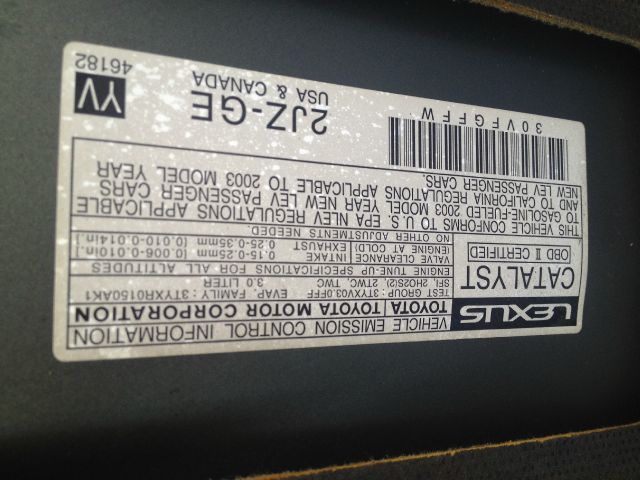 LEXUS
VEHICLE EMISSION CONTROL INFORMATION
TOYOTA TOYOTA MOTOR CORPORATION
CATALYST
OBD II CERTIFIED
TEST GROUP: 3TYXV03.0FFF EVAP. FAMILY: 3TYXR0150AK1
SFI, 2HO2S(2), 2TWC, TWC 3.0 LITER
ENGINE TUNE-UP SPECIFICATIONS FOR ALL ALTITUDES
VALVE CLEARANCE INTAKE 0.15-0.25mm (0.006-0.010in.)
(ENGINE AT COLD) EXHAUST 0.25-0.35mm (0.010-0.014in.)
NO OTHER ADJUSTMENTS NEEDED.
THIS VEHICLE CONFORMS TO U.S. EPA NLEV REGULATIONS APPLICABLE
TO GASOLINE-FUELED 2003 MODEL YEAR NEW LEV PASSENGER CARS
AND TO CALIFORNIA REGULATIONS APPLICABLE TO 2003 MODEL YEAR
NEW LEV PASSENGER CARS.
30VFGFFW
2JZ-GE
USA & CANADA
YV
46182